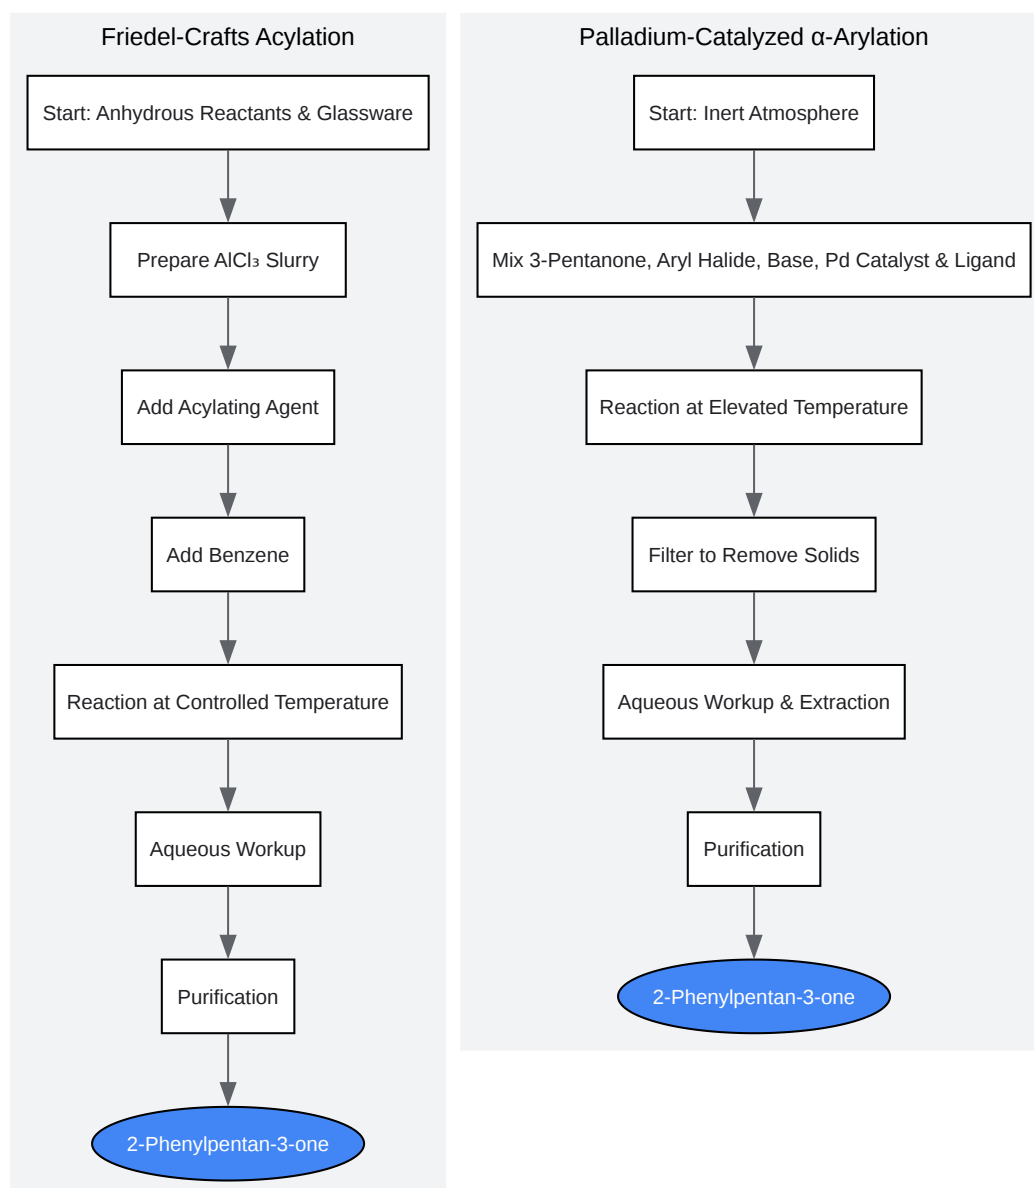 Friedel-Crafts Acylation
Start: Anhydrous Reactants & Glassware
Prepare AlCl₃ Slurry
Add Acylating Agent
Add Benzene
Reaction at Controlled Temperature
Aqueous Workup
Purification
2-Phenylpentan-3-one
Palladium-Catalyzed α-Arylation
Start: Inert Atmosphere
Mix 3-Pentanone, Aryl Halide, Base, Pd Catalyst & Ligand
Reaction at Elevated Temperature
Filter to Remove Solids
Aqueous Workup & Extraction
Purification
2-Phenylpentan-3-one